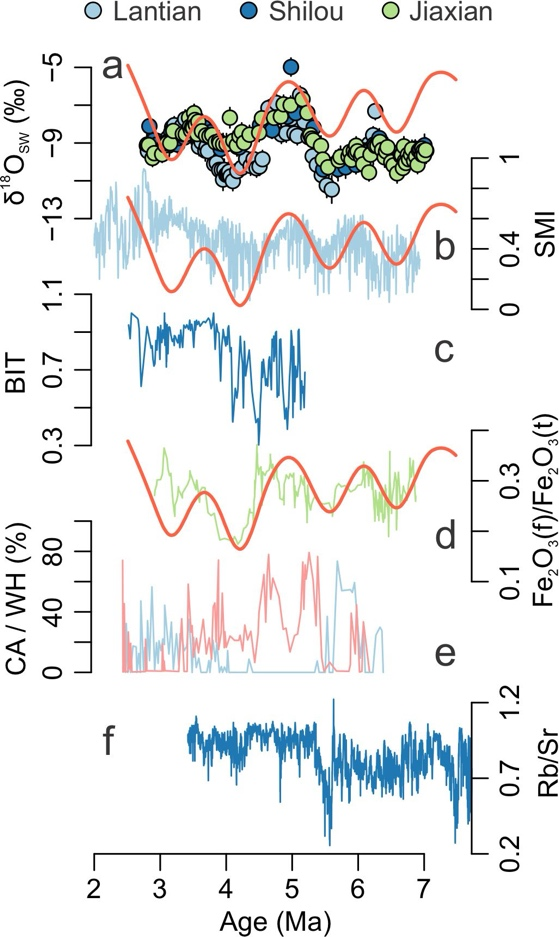 Lantian Shilou Jiaxian
a
−5
−9
−13
δ¹⁸O_SW (‰)
b
1
0.4
0
SMI
c
1.1
0.7
0.3
BIT
d
0.3
0.1
Fe₂O₃(f)/Fe₂O₃(t)
e
80
40
0
CA / WH (%)
f
1.2
0.7
0.2
Rb/Sr
2 3 4 5 6 7
Age (Ma)